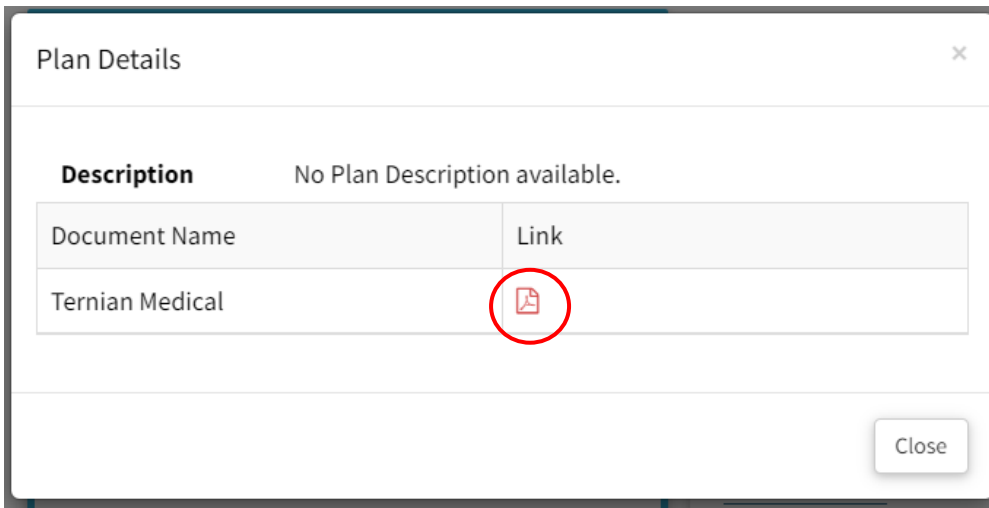 Plan Details
×
Description No Plan Description available.
Document Name Link
Ternian Medical
Close